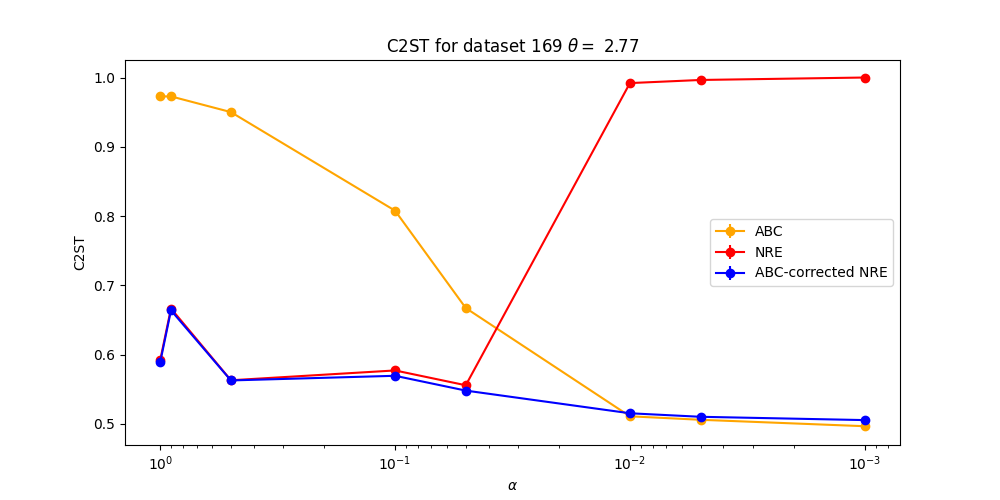 C2ST for dataset 169 θ = 2.77
1.0
0.9
0.8
0.7
0.6
0.5
C2ST
ABC
NRE
ABC-corrected NRE
10⁰
10⁻¹
10⁻²
10⁻³
α